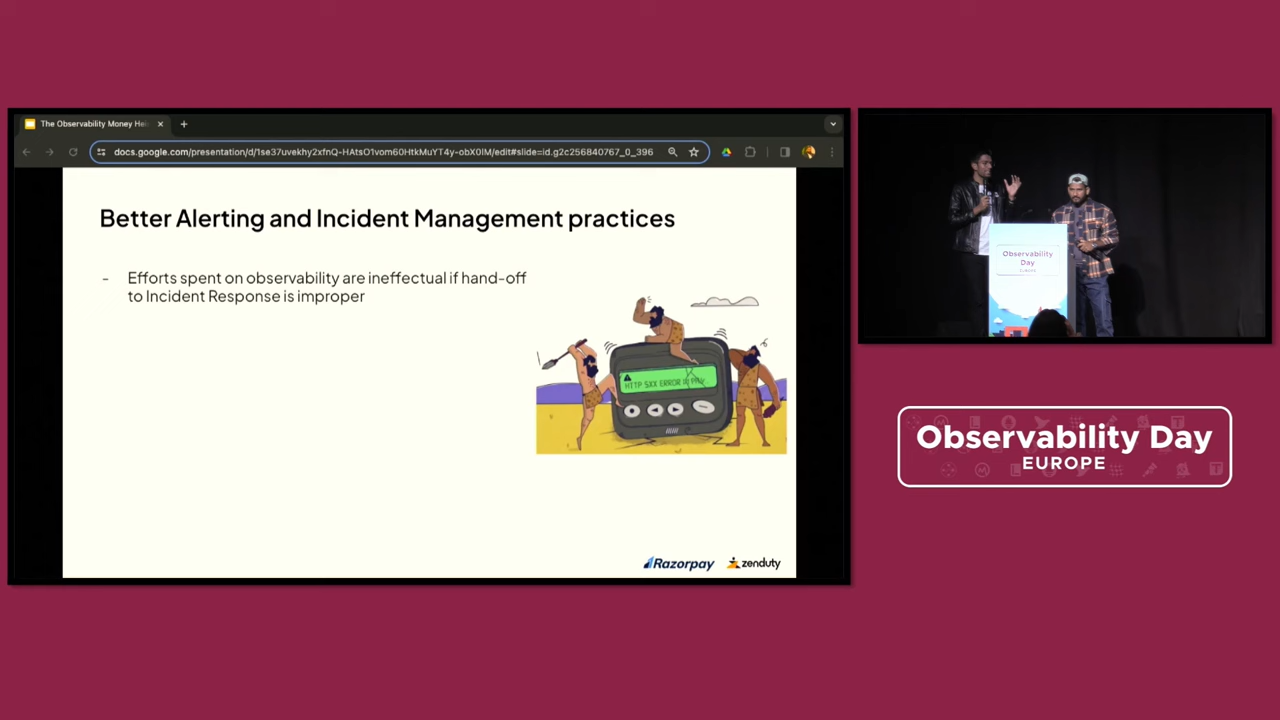 The Observability Money Hei
docs.google.com/presentation/d/1se37uvekhy2xfnQ-HAtsO1vom60HtkMuYT4y-obX0lM/edit#slide=id.g2c256840767_0_396
Better Alerting and Incident Management practices
- Efforts spent on observability are ineffectual if hand-off
to Incident Response is improper
HTTP 5XX ERROR in
Razorpay
zenduty
Observability
Day
EUROPE
Observability Day
EUROPE